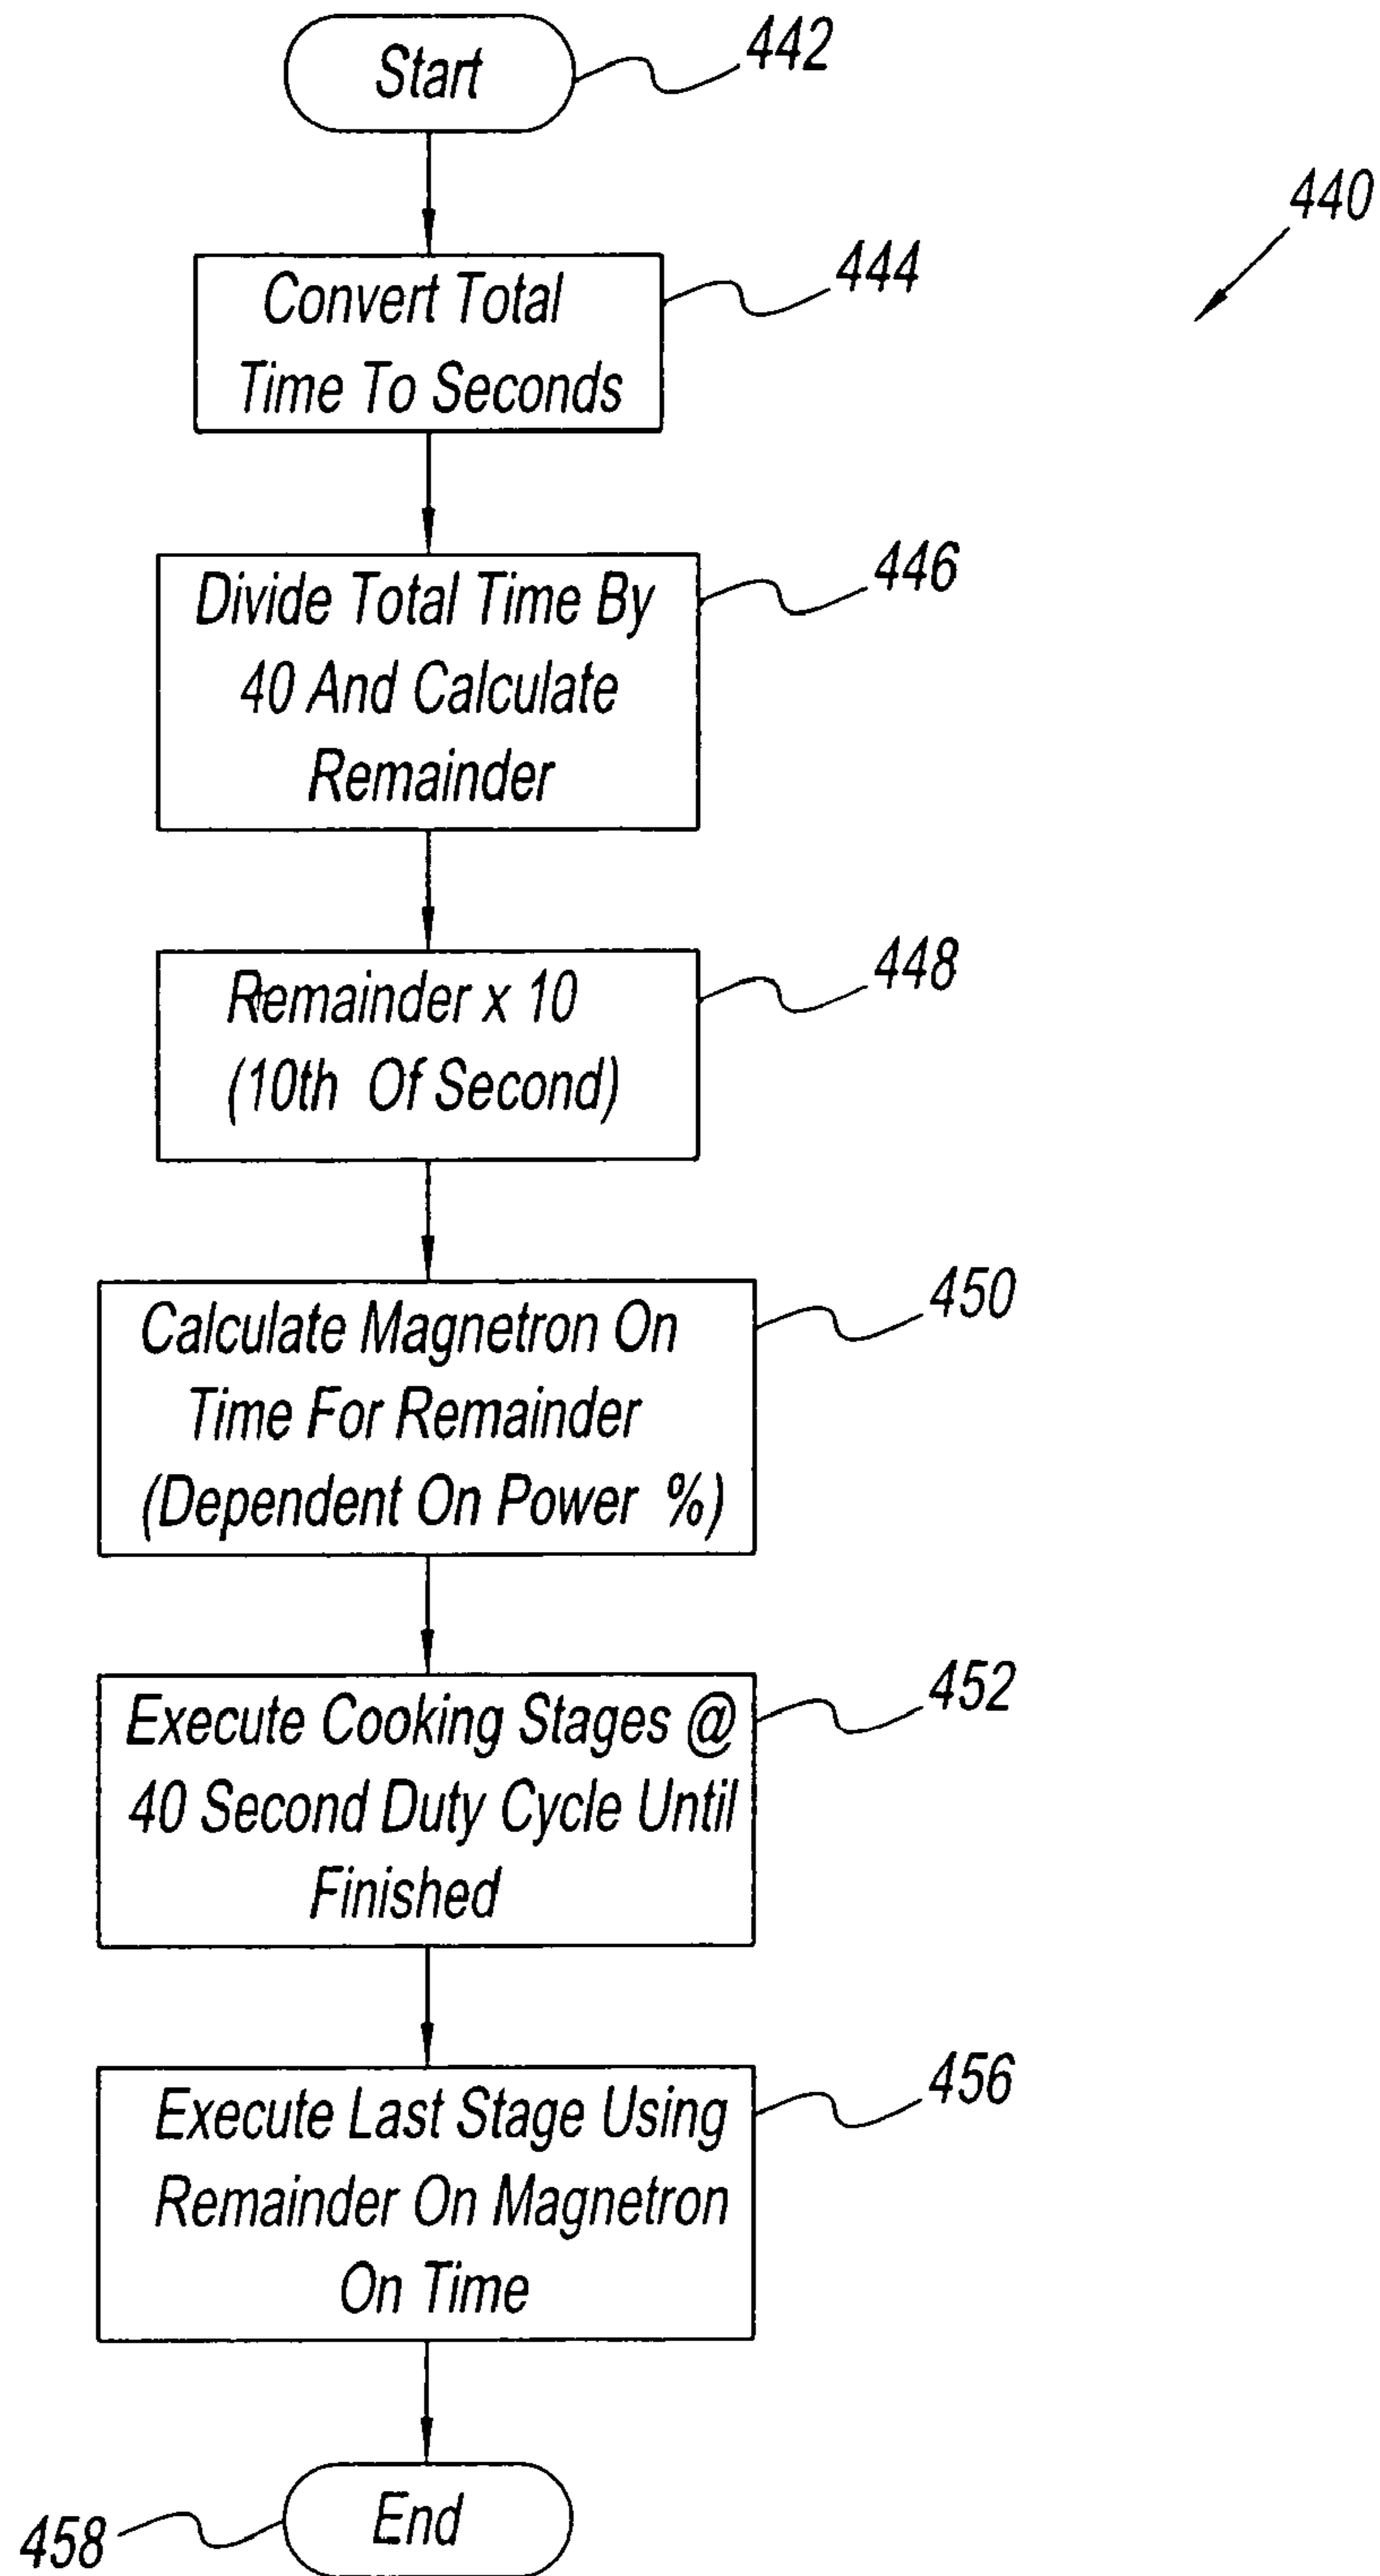 Start
442
440
Convert Total
Time To Seconds
444
Divide Total Time By
40 And Calculate
Remainder
446
Remainder x 10
(10th Of Second)
448
Calculate Magnetron On
Time For Remainder
(Dependent On Power %)
450
Execute Cooking Stages @
40 Second Duty Cycle Until
Finished
452
Execute Last Stage Using
Remainder On Magnetron
On Time
456
End
458